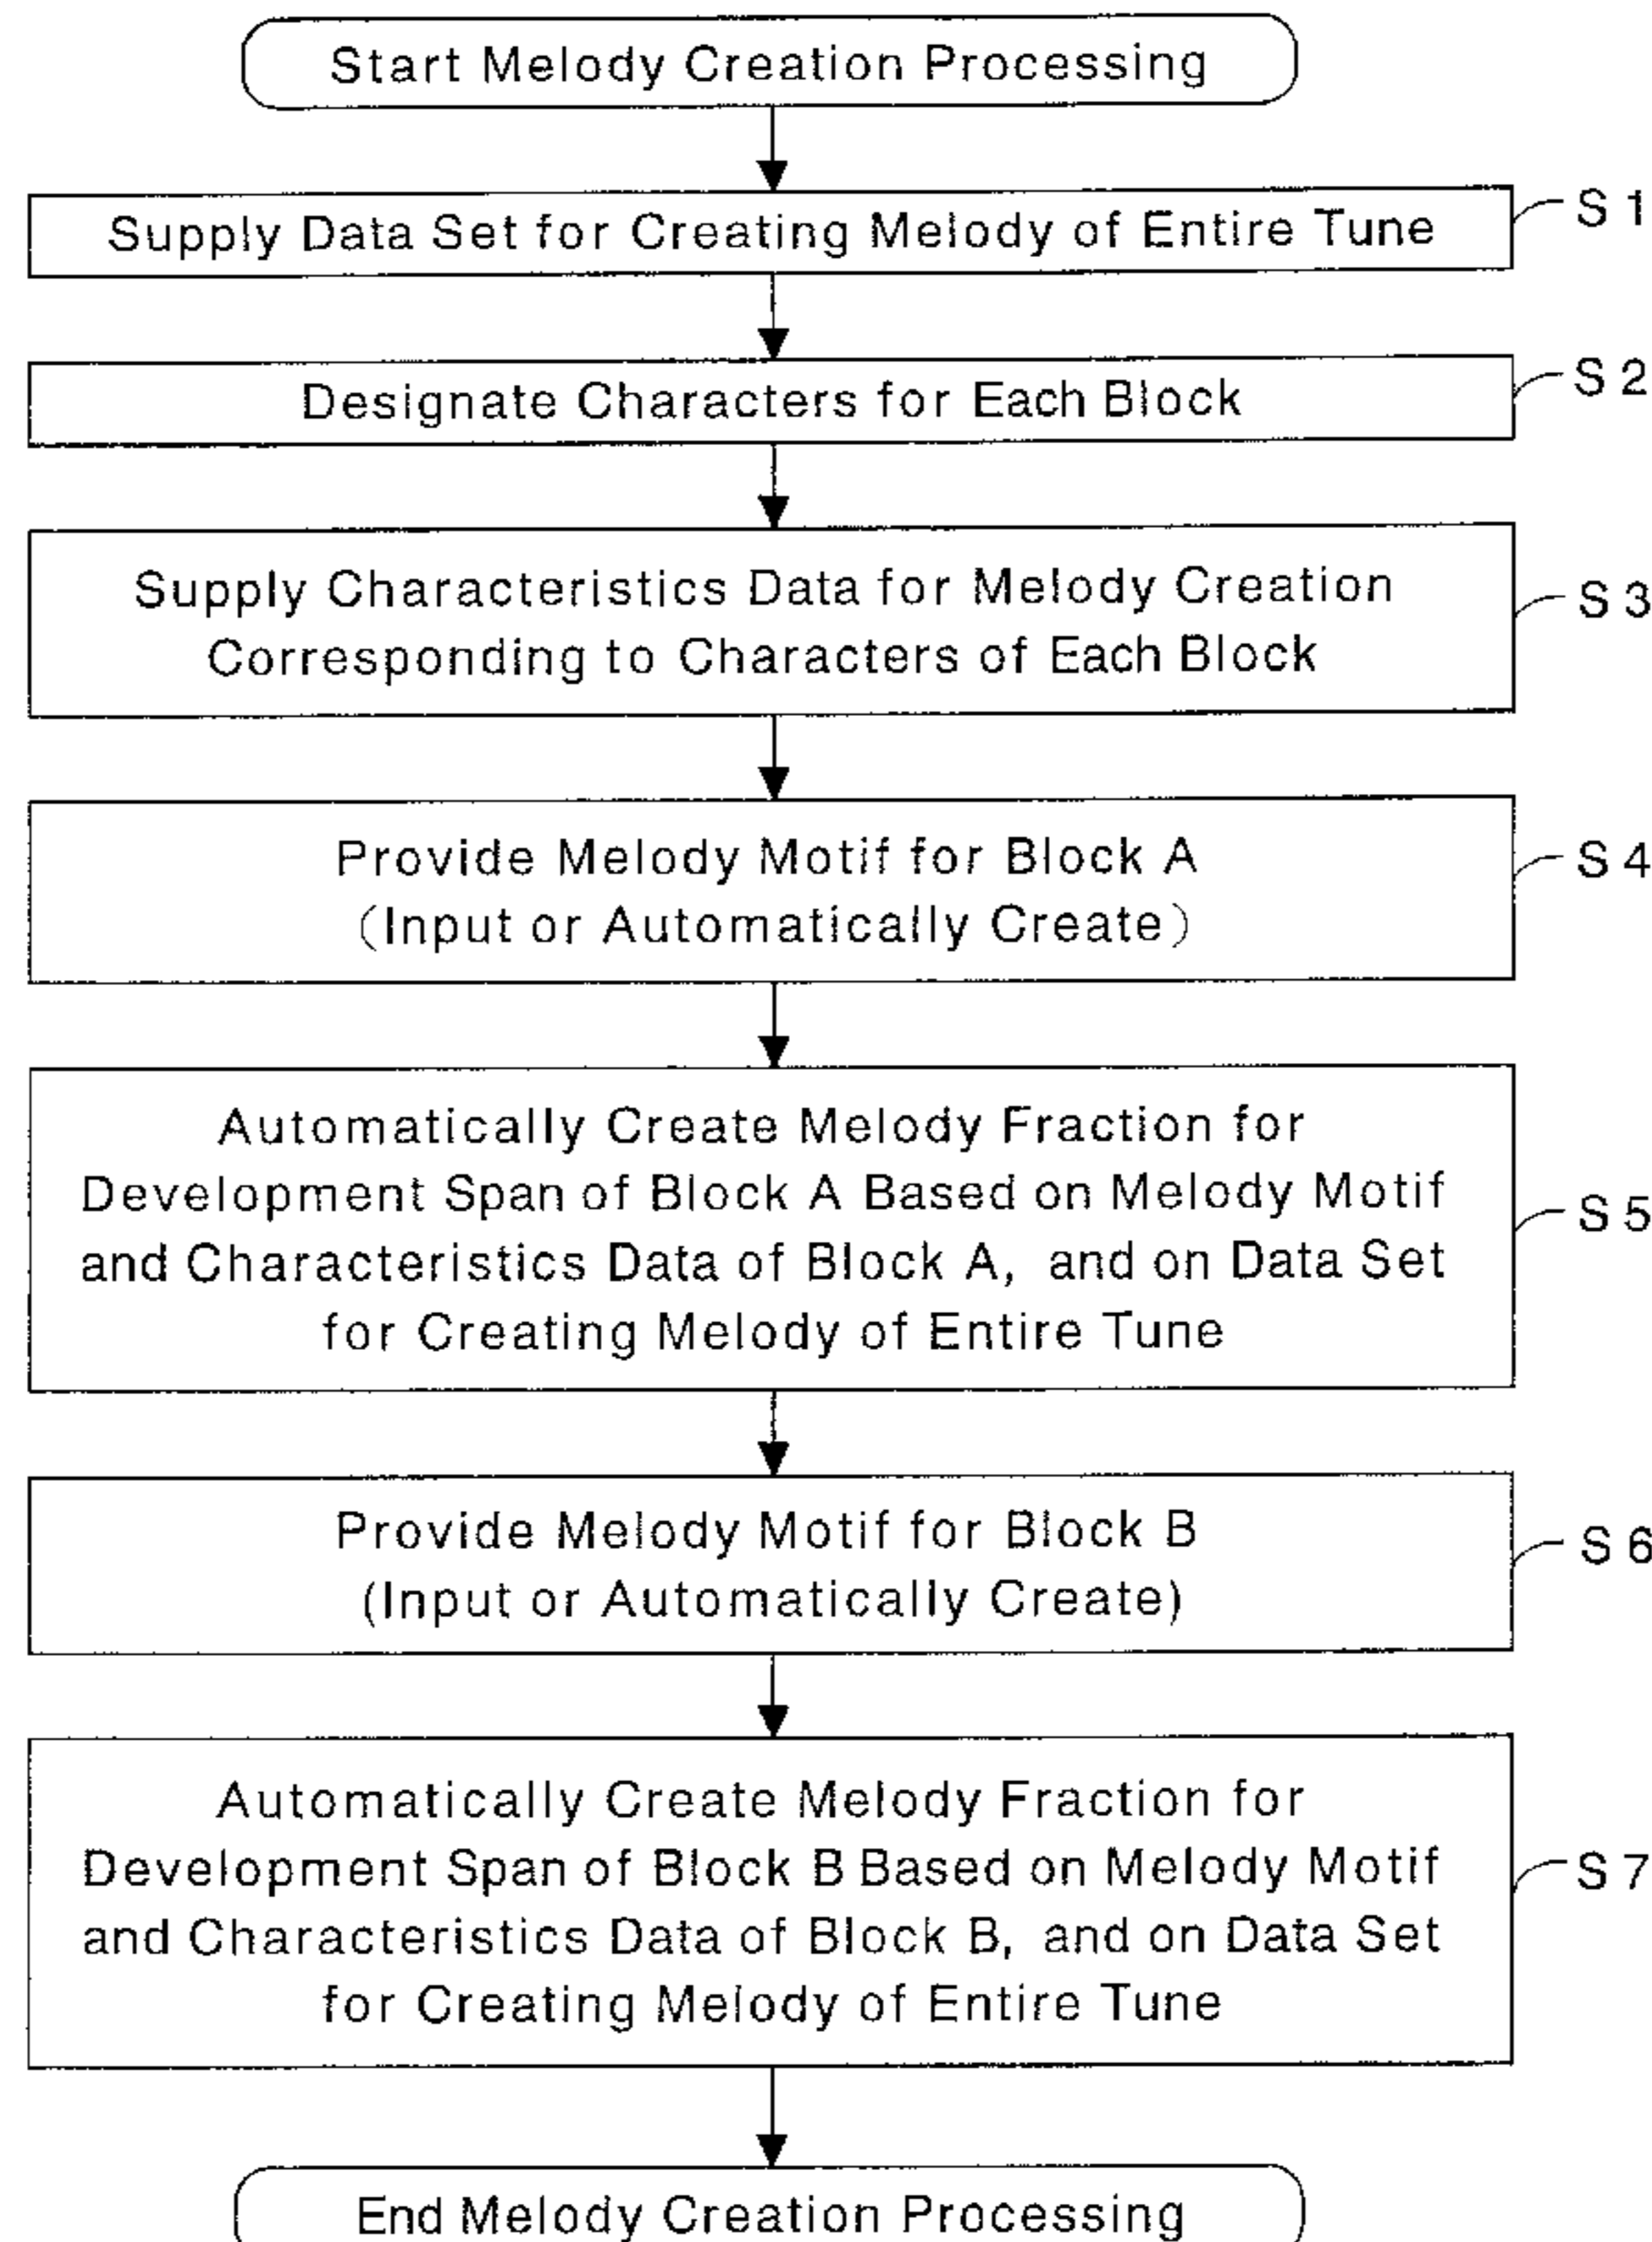 Start Melody Creation Processing
Supply Data Set for Creating Melody of Entire Tune
S 1
Designate Characters for Each Block
S 2
Supply Characteristics Data for Melody Creation
Corresponding to Characters of Each Block
S 3
Provide Melody Motif for Block A
(Input or Automatically Create)
S 4
Automatically Create Melody Fraction for
Development Span of Block A Based on Melody Motif
and Characteristics Data of Block A, and on Data Set
for Creating Melody of Entire Tune
S 5
Provide Melody Motif for Block B
(Input or Automatically Create)
S 6
Automatically Create Melody Fraction for
Development Span of Block B Based on Melody Motif
and Characteristics Data of Block B, and on Data Set
for Creating Melody of Entire Tune
S 7
End Melody Creation Processing